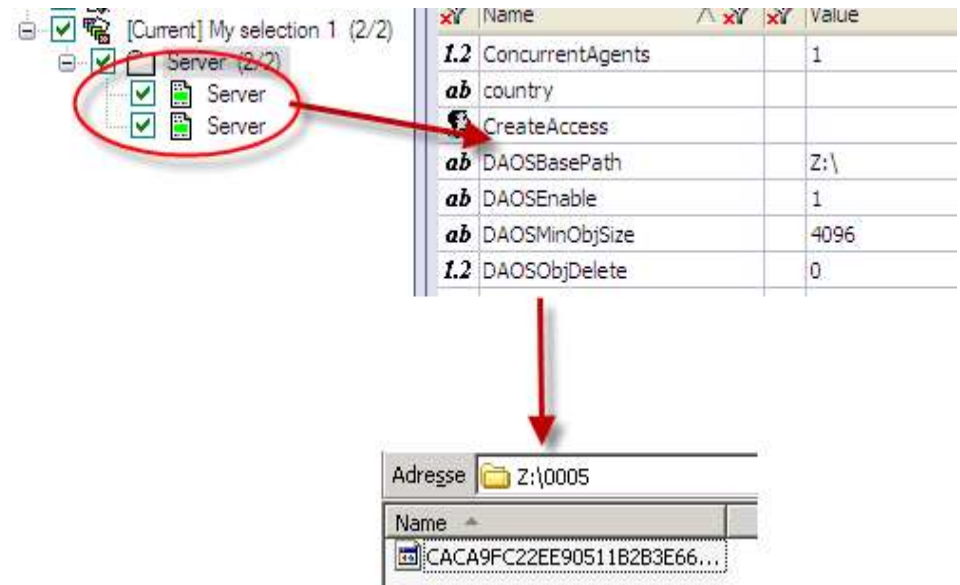 [Current] My selection 1 (2/2)
Server (2/2)
Server
Server
Name Value
1.2 ConcurrentAgents 1
ab country
CreateAccess
ab DAOSBasePath Z:\
ab DAOSEnable 1
ab DAOSMinObjSize 4096
1.2 DAOSObjDelete 0
Adresse Z:\0005
Name
CACA9FC22EE90511B2B3E66...